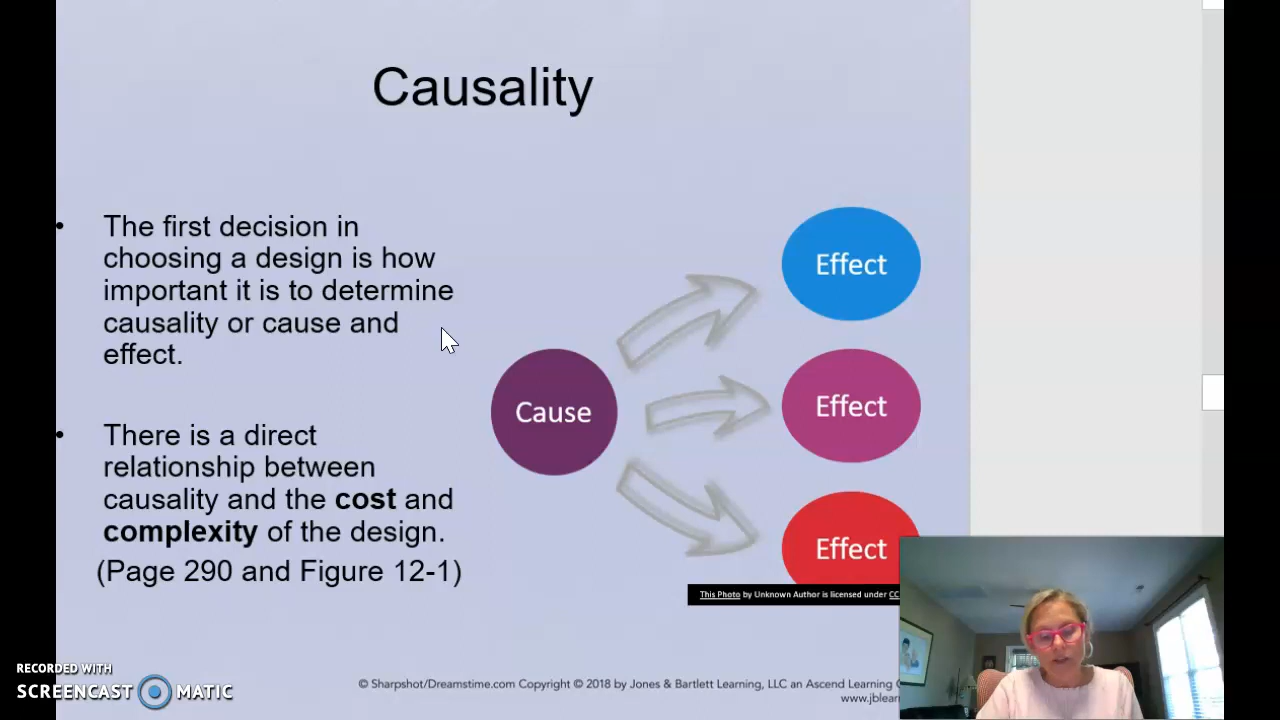 Causality
• The first decision in
choosing a design is how
important it is to determine
causality or cause and
effect.
• There is a direct
relationship between
causality and the cost and
complexity of the design.
(Page 290 and Figure 12-1)
Cause
Effect
Effect
Effect
This Photo by Unknown Author is licensed under CC
RECORDED WITH
SCREENCAST MATIC
© Sharpshot/Dreamstime.com Copyright © 2018 by Jones & Bartlett Learning, LLC an Ascend Learning
www.jblear